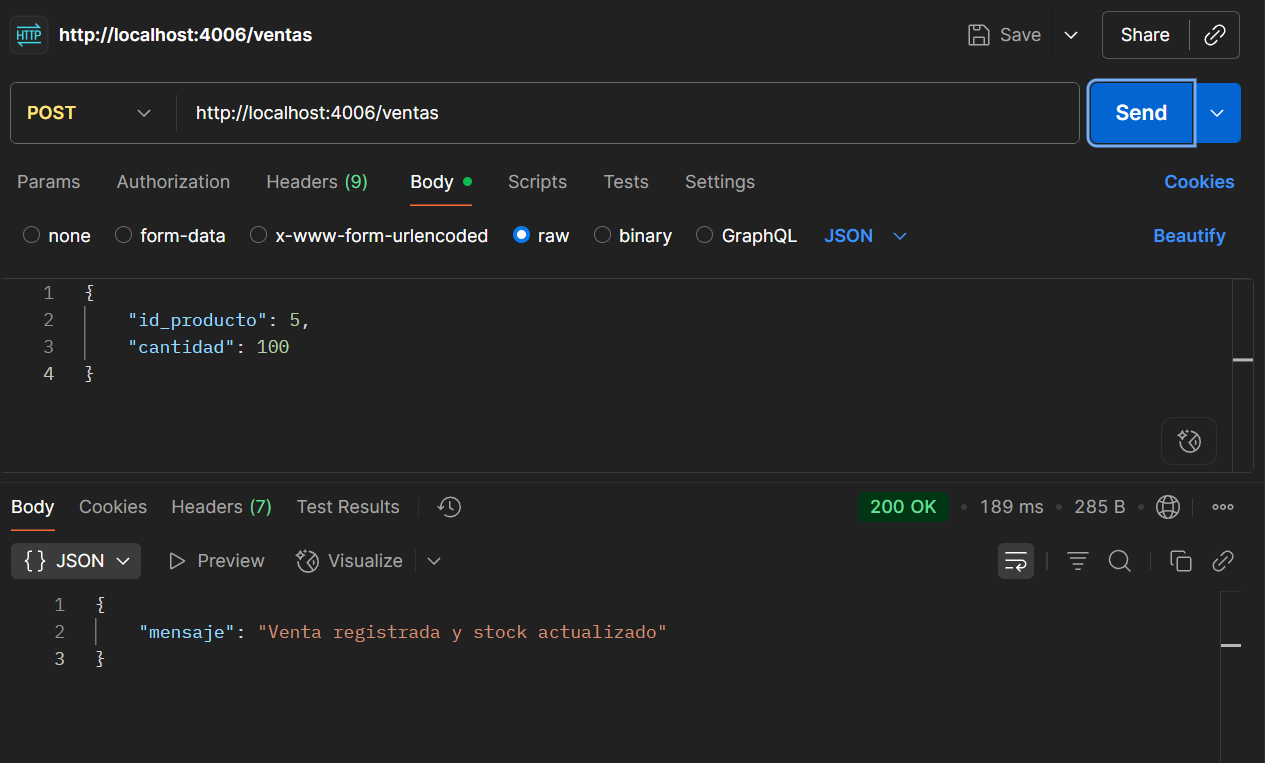 HTTP http://localhost:4006/ventas Save Share
POST http://localhost:4006/ventas Send
Params Authorization Headers (9) Body Scripts Tests Settings Cookies
none form-data x-www-form-urlencoded raw binary GraphQL JSON Beautify
1 {
2 "id_producto": 5,
3 "cantidad": 100
4 }
Body Cookies Headers (7) Test Results 200 OK • 189 ms • 285 B •
{} JSON Preview Visualize
1 {
2 "mensaje": "Venta registrada y stock actualizado"
3 }